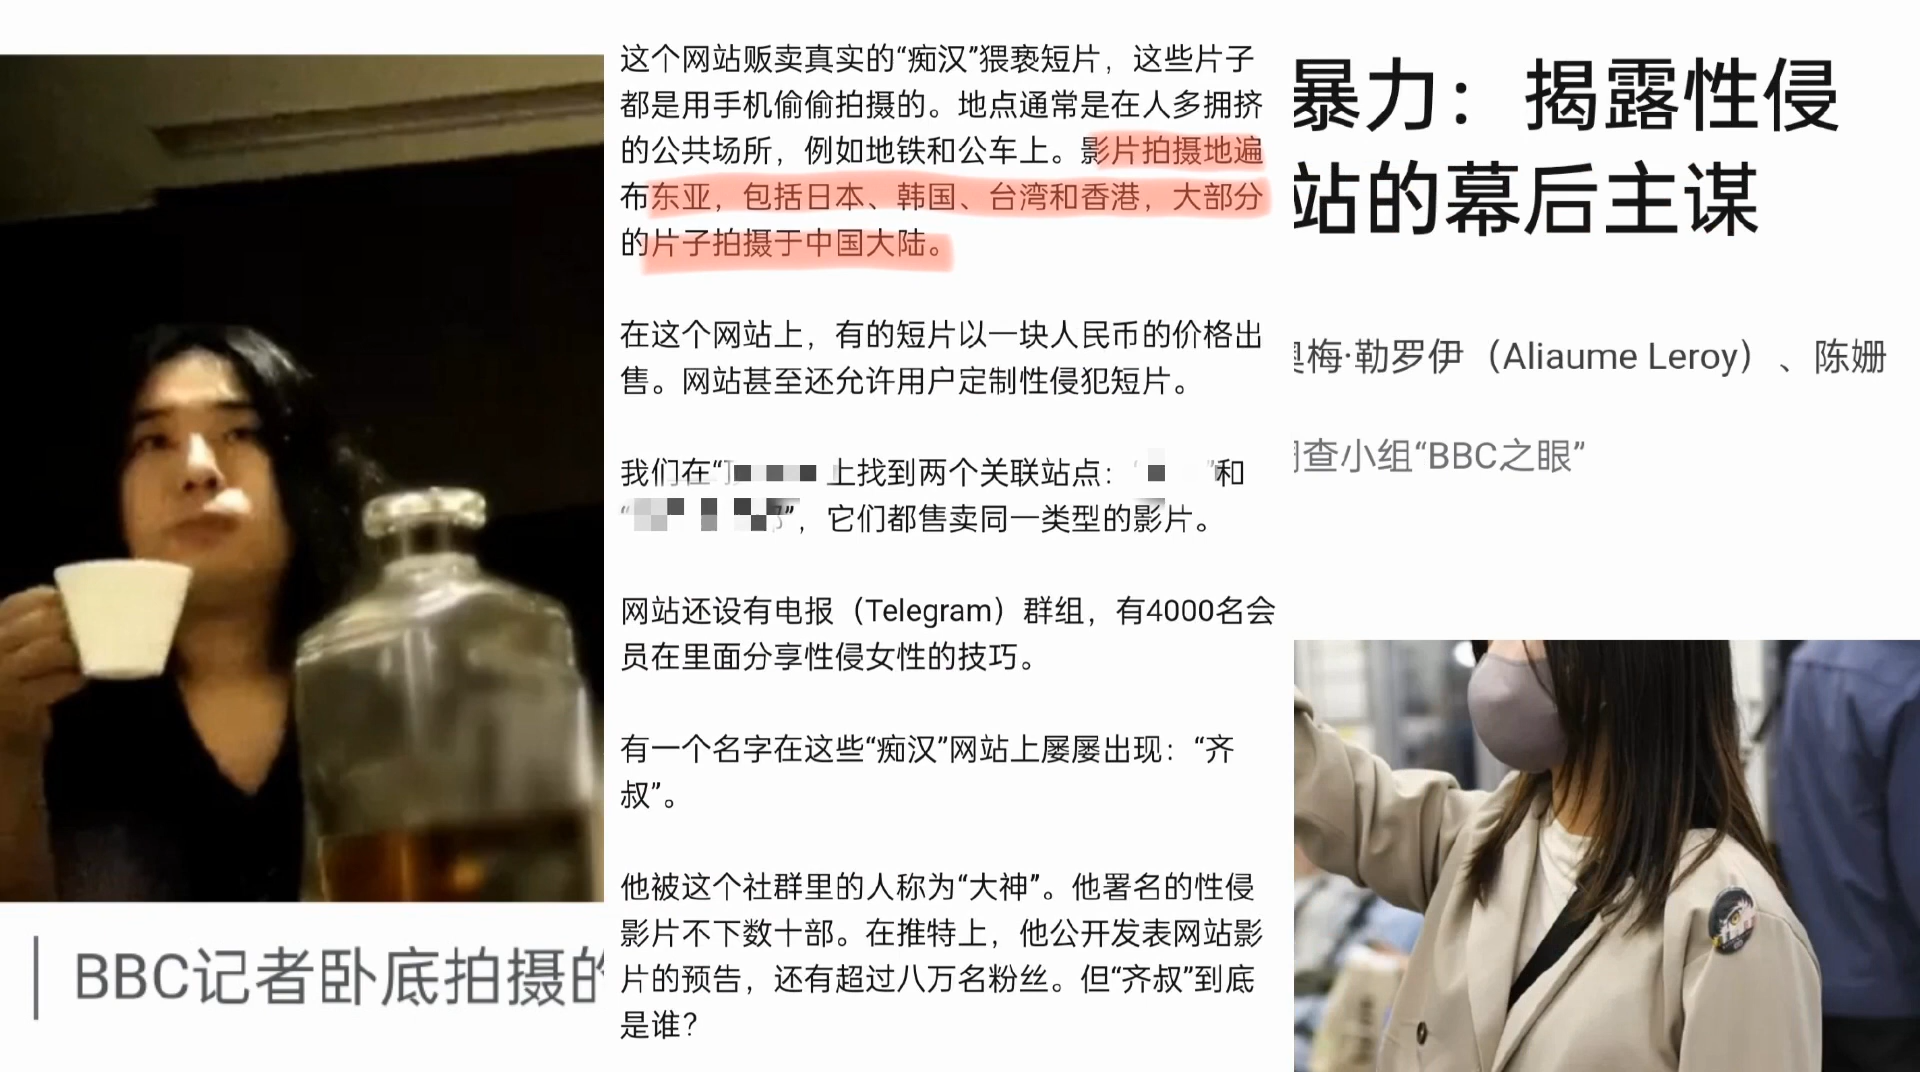 BBC记者卧底拍摄的
这个网站贩卖真实的“痴汉”猥亵短片，这些片子
都是用手机偷偷拍摄的。地点通常是在人多拥挤
的公共场所，例如地铁和公车上。影片拍摄地遍
布东亚，包括日本、韩国、台湾和香港，大部分
的片子拍摄于中国大陆。
在这个网站上，有的短片以一块人民币的价格出
售。网站甚至还允许用户定制性侵犯短片。
我们在“ 上找到两个关联站点：“ ”和
“ ”，它们都售卖同一类型的影片。
网站还设有电报（Telegram）群组，有4000名会
员在里面分享性侵女性的技巧。
有一个名字在这些“痴汉”网站上屡屡出现：“齐
叔”。
他被这个社群里的人称为“大神”。他署名的性侵
影片不下数十部。在推特上，他公开发表网站影
片的预告，还有超过八万名粉丝。但“齐叔”到底
是谁？
暴力：揭露性侵
站的幕后主谋
梅·勒罗伊（Aliaume Leroy）、陈姗
查小组“BBC之眼”